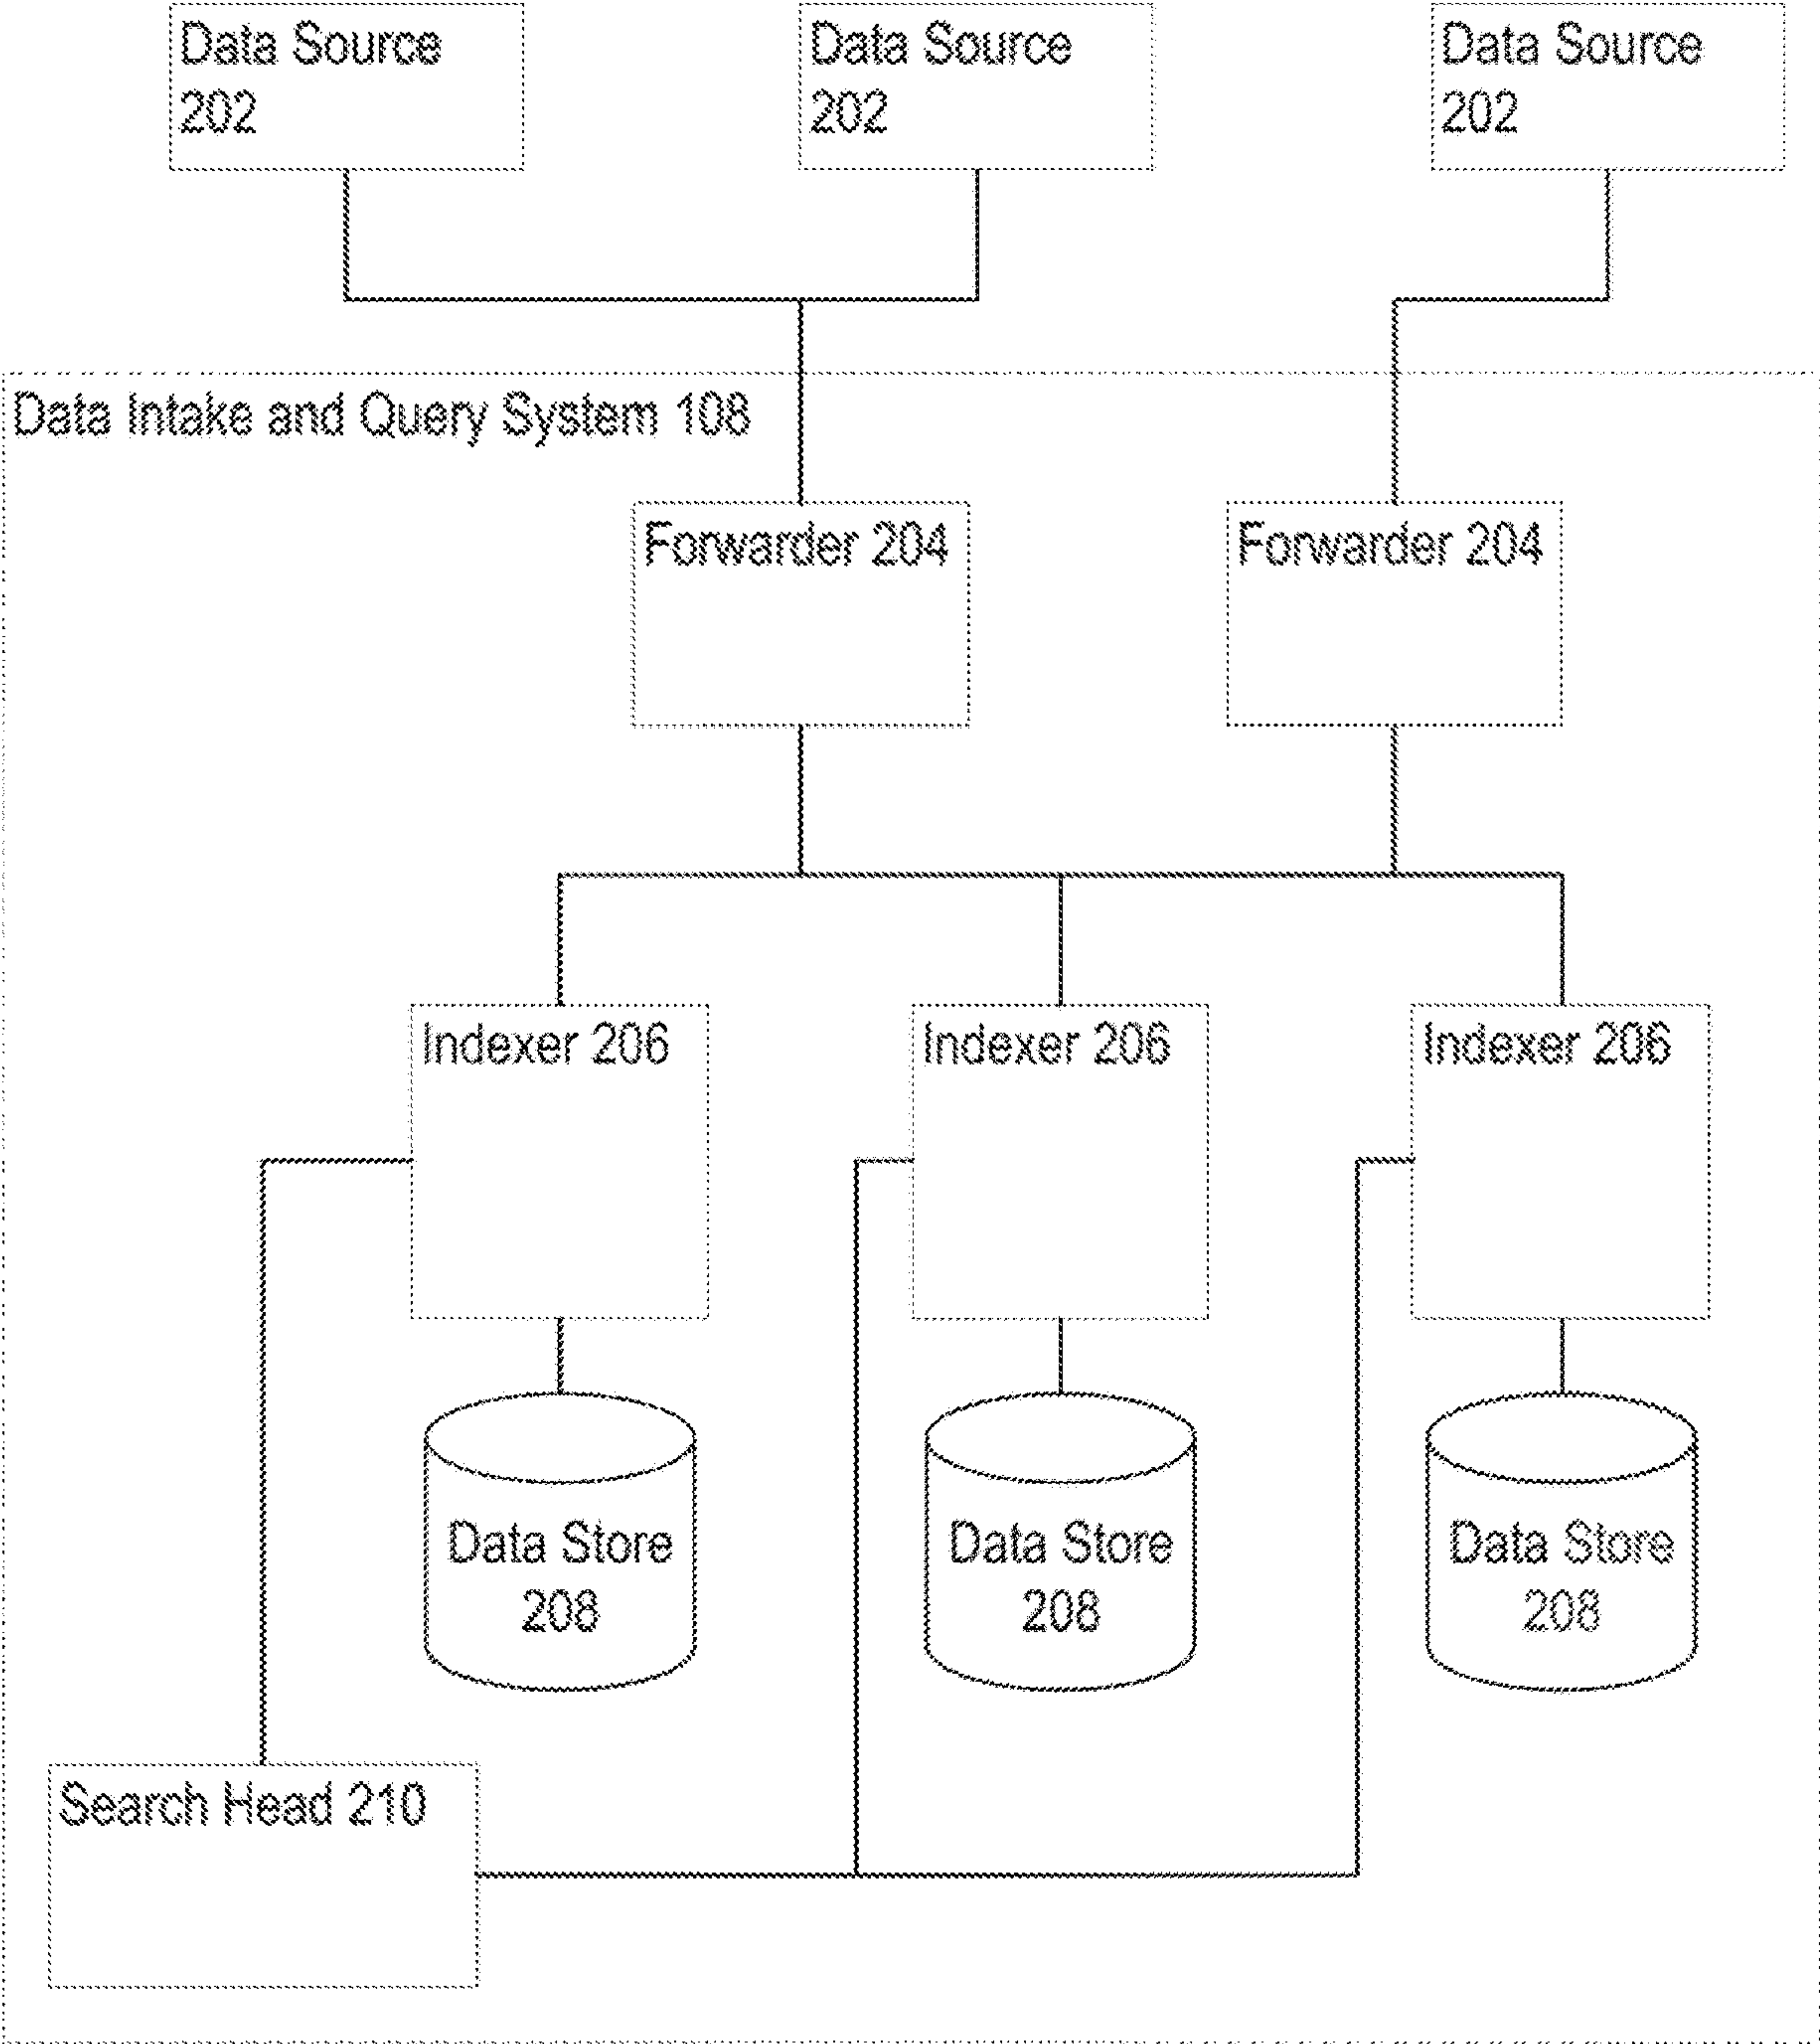 Data Source
202
Data Source
202
Data Source
202
Data Intake and Query System 108
Forwarder 204
Forwarder 204
Indexer 206
Indexer 206
Indexer 206
Data Store
208
Data Store
208
Data Store
208
Search Head 210